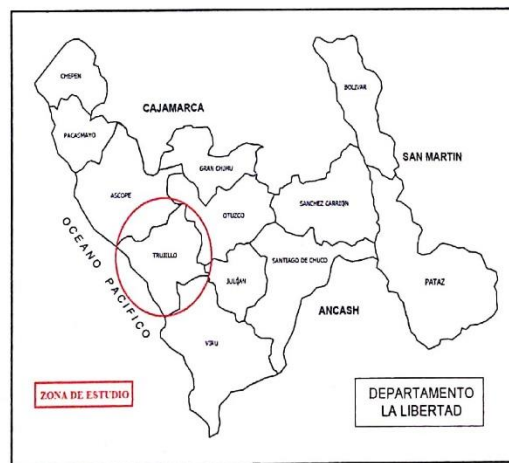 CHEPEN
BOLIVAR
CAJAMARCA
PACASMAYO
SAN MARTIN
GRAN CHIMU
ASCOPE
SANCHEZ CARRION
OTUZCO
OCEANO PACIFICO
TRUJILLO
SANTIAGO DE CHUCO
JULCAN
PATAZ
ANCASH
VIRU
ZONA DE ESTUDIO
DEPARTAMENTO
LA LIBERTAD